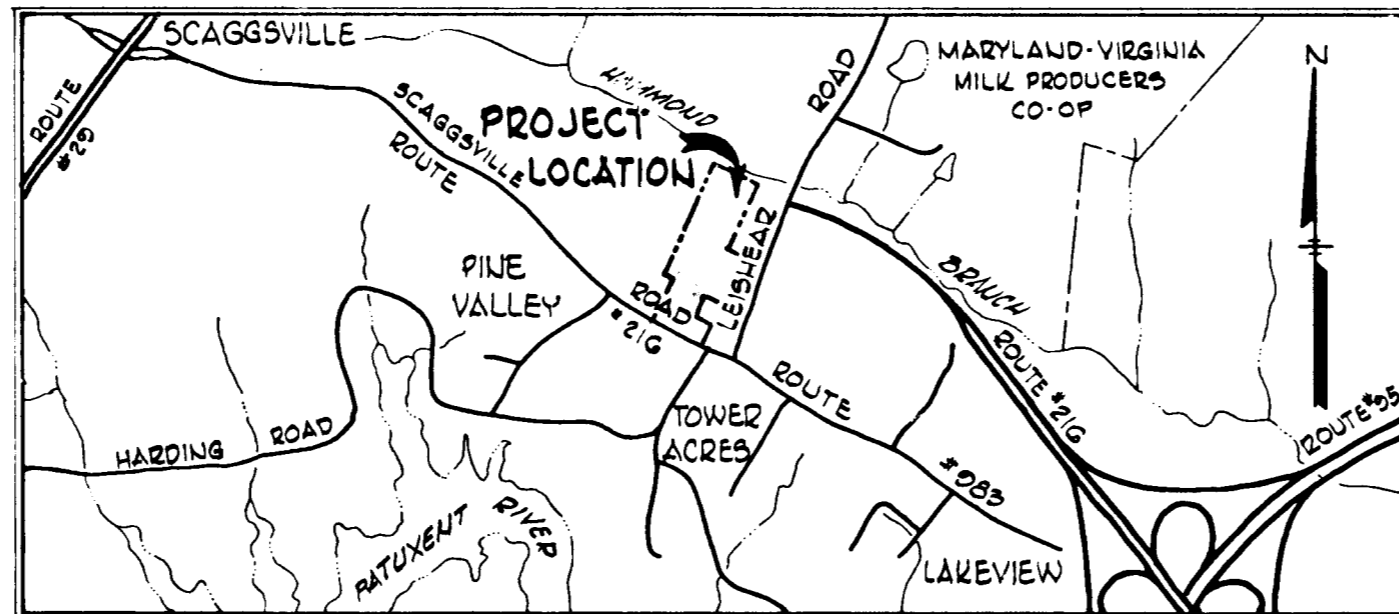 SCAGGSVILLE
ROUTE
#29
SCAGGSVILLE
ROUTE
HAMMOND
PROJECT
LOCATION
ROAD
MARYLAND-VIRGINIA
MILK PRODUCERS
CO-OP
N
PINE
VALLEY
ROAD
#216
LEISHEAR
BRANCH
ROUTE #216
ROUTE #95
ROUTE
#983
HARDING ROAD
TOWER
ACRES
PATUXENT RIVER
LAKEVIEW